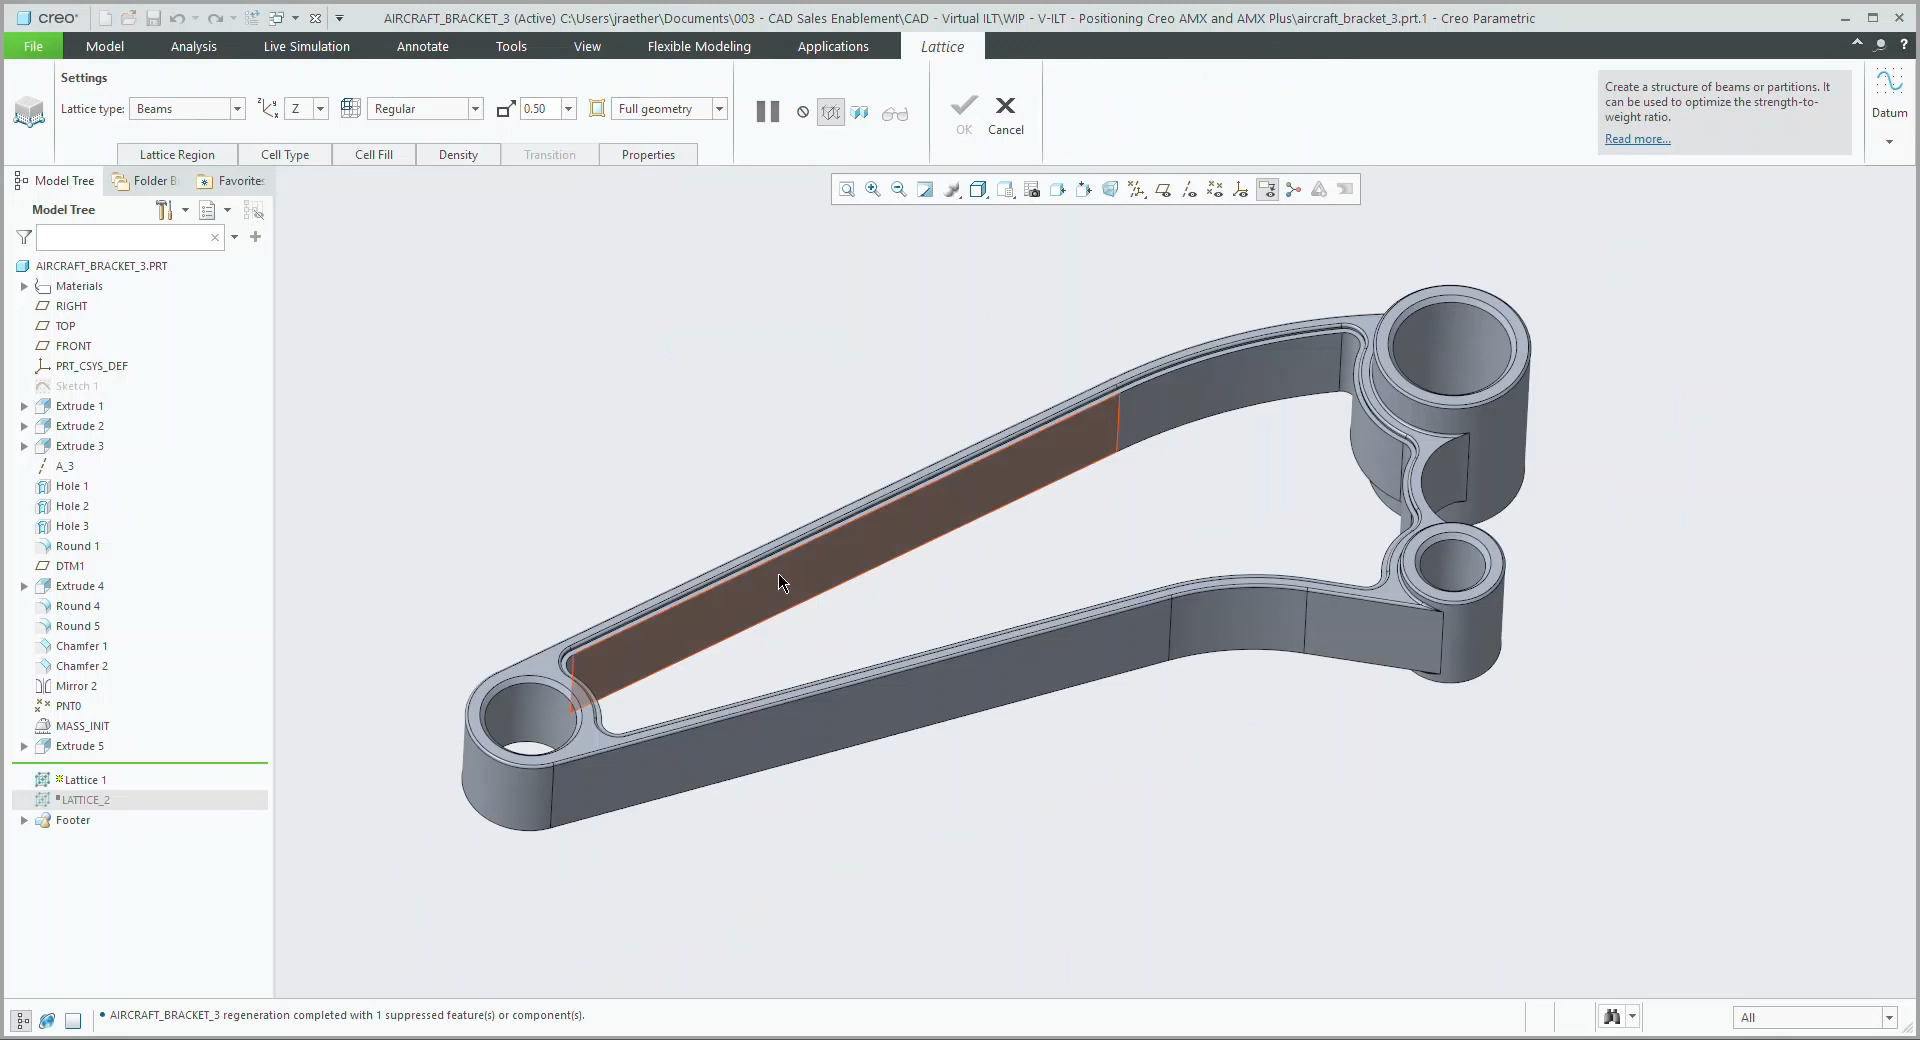 creo
AIRCRAFT_BRACKET_3 (Active) C:\Users\jraether\Documents\003 - CAD Sales Enablement\CAD - Virtual ILT\WIP - V-ILT - Positioning Creo AMX and AMX Plus\aircraft_bracket_3.prt.1 - Creo Parametric
File Model Analysis Live Simulation Annotate Tools View Flexible Modeling Applications Lattice
Settings
Lattice type: Beams Z Regular 0.50 Full geometry
OK Cancel
Lattice Region Cell Type Cell Fill Density Transition Properties
Create a structure of beams or partitions. It
can be used to optimize the strength-to-
weight ratio.
Read more...
Datum
Model Tree Folder B Favorites
Model Tree
AIRCRAFT_BRACKET_3.PRT
Materials
RIGHT
TOP
FRONT
PRT_CSYS_DEF
Sketch 1
Extrude 1
Extrude 2
Extrude 3
A_3
Hole 1
Hole 2
Hole 3
Round 1
DTM1
Extrude 4
Round 4
Round 5
Chamfer 1
Chamfer 2
Mirror 2
PNT0
MASS_INIT
Extrude 5
Lattice 1
LATTICE_2
Footer
AIRCRAFT_BRACKET_3 regeneration completed with 1 suppressed feature(s) or component(s).
All